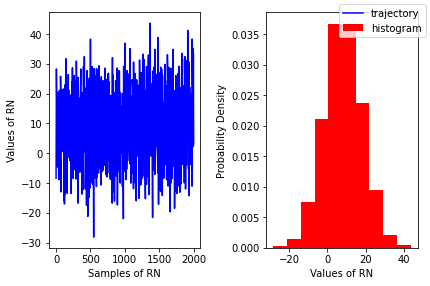 Values of RN
40
30
20
10
0
−10
−20
−30
0 500 1000 1500 2000
Samples of RN
trajectory
histogram
Probability Density
0.035
0.030
0.025
0.020
0.015
0.010
0.005
0.000
−20 0 20 40
Values of RN